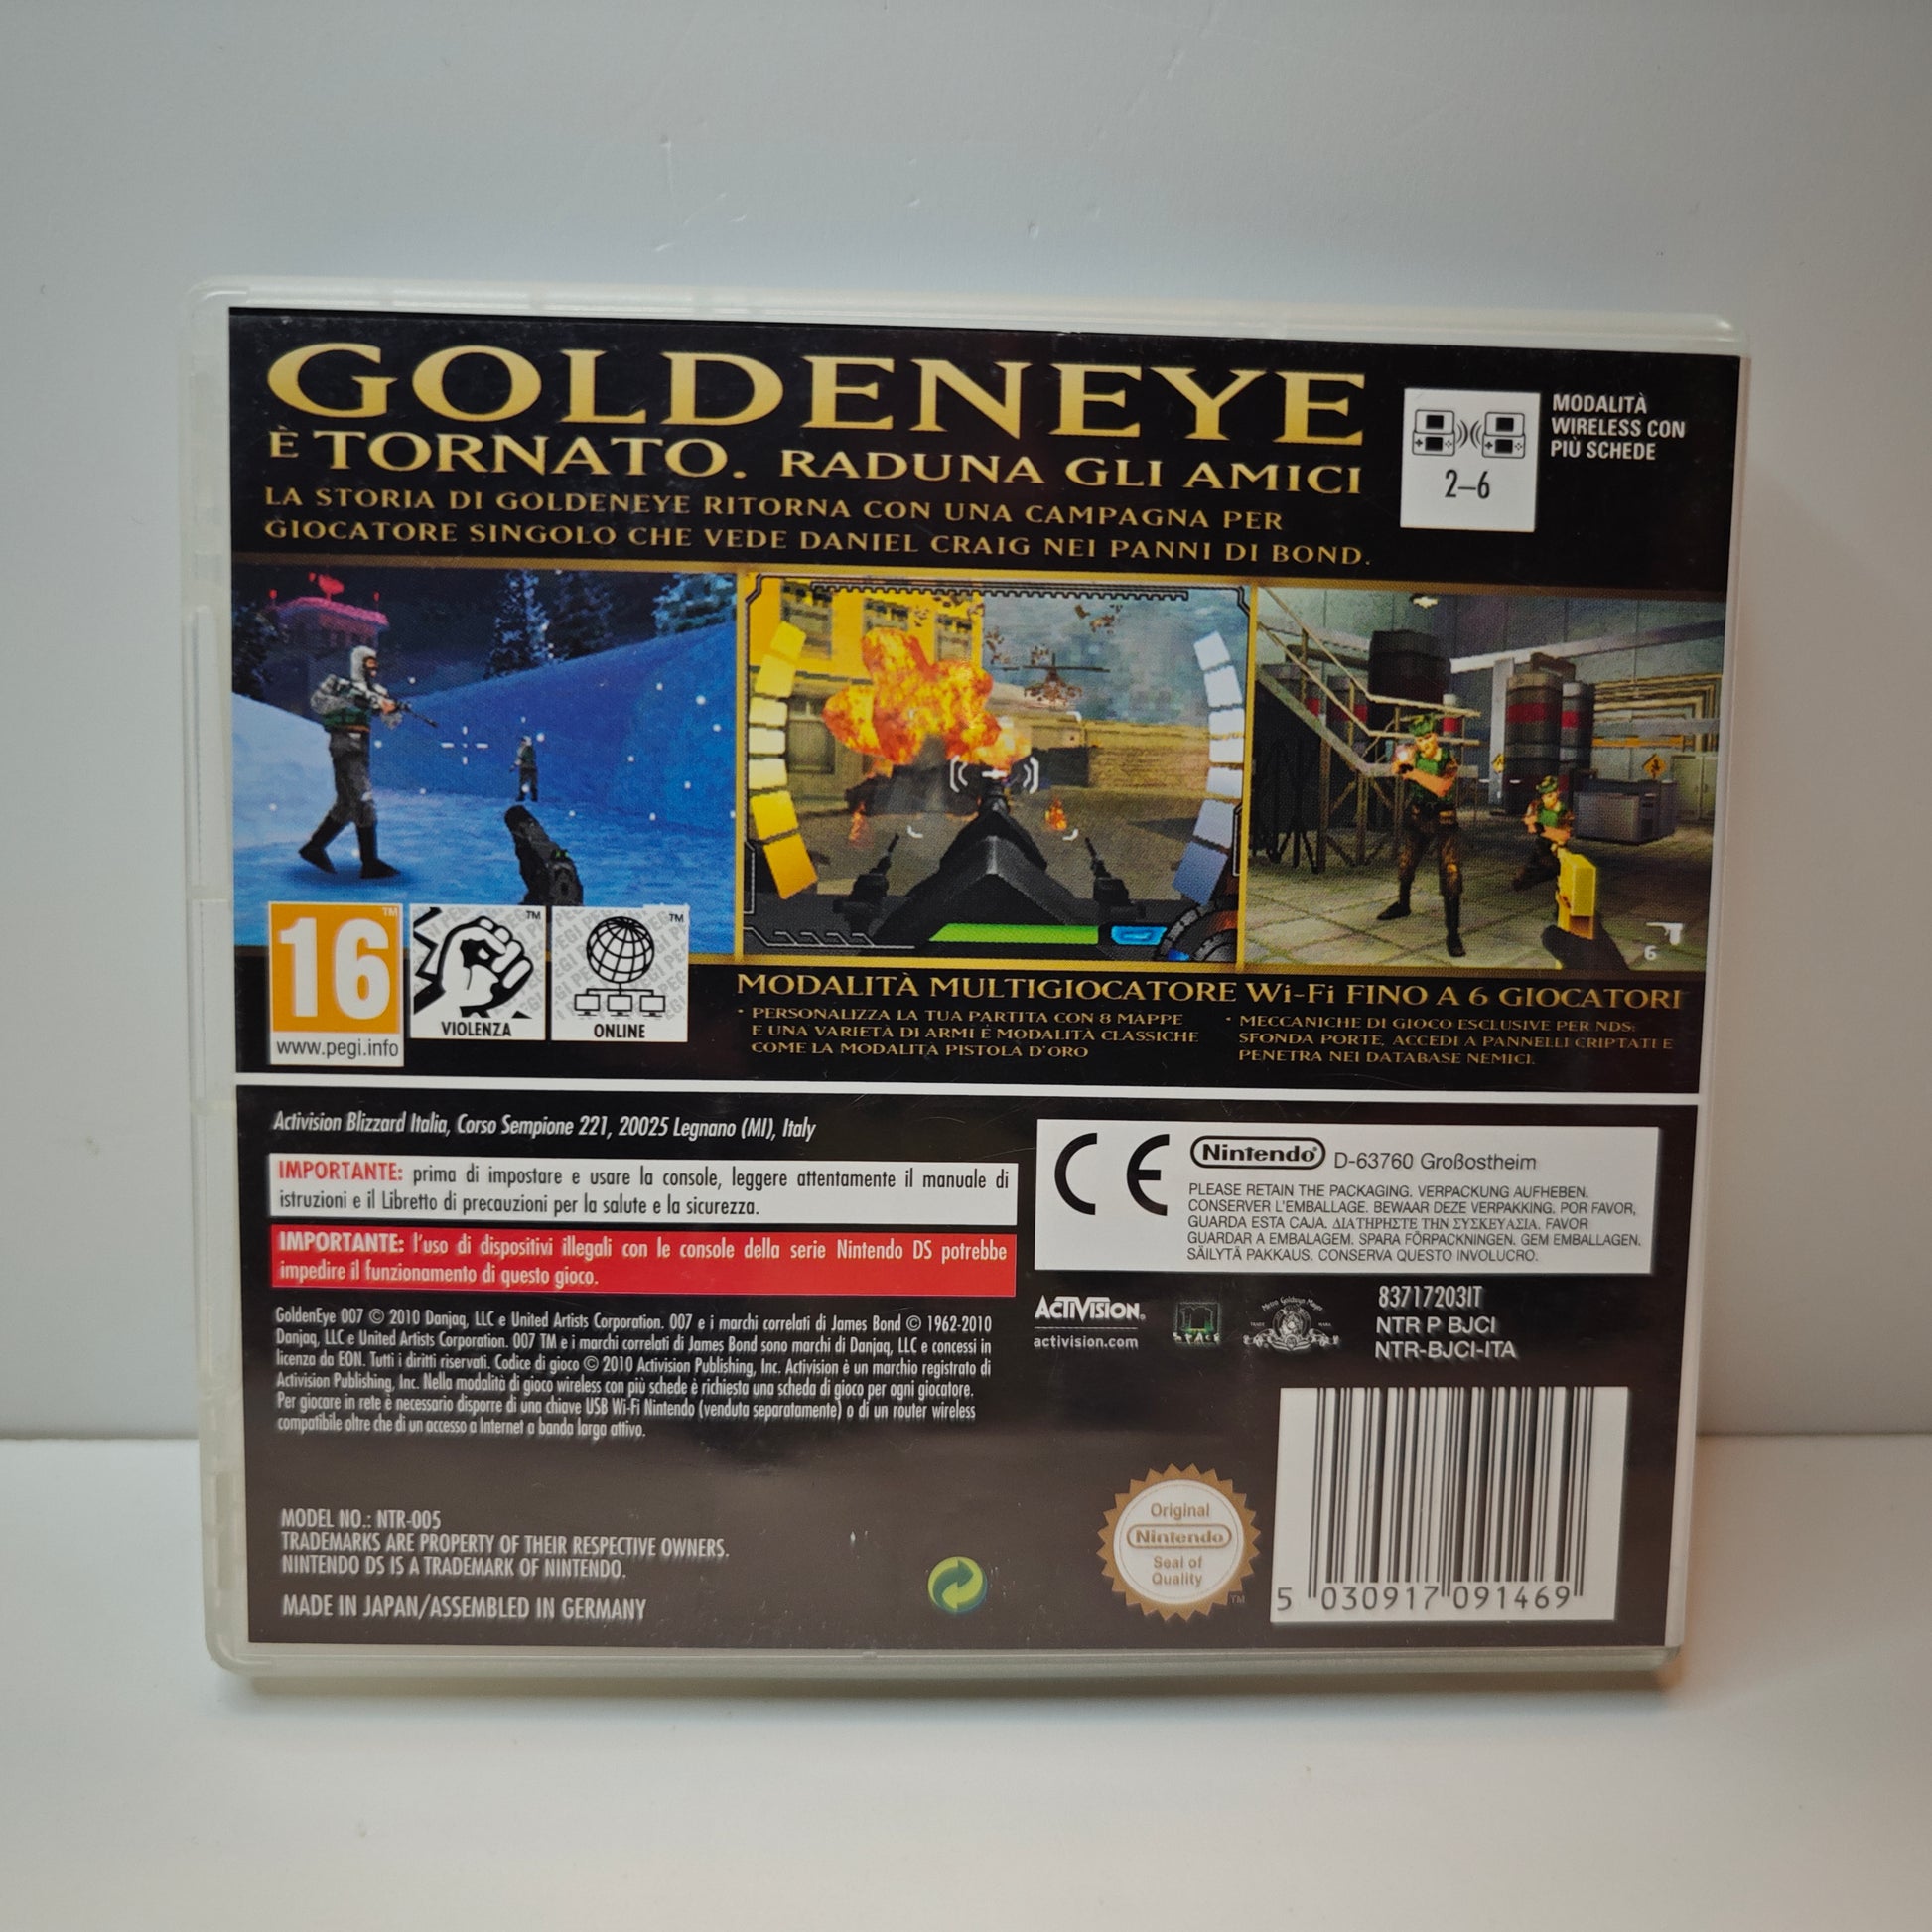 GOLDENEYE
È TORNATO. RADUNA GLI AMICI
LA STORIA DI GOLDENEYE RITORNA CON UNA CAMPAGNA PER
GIOCATORE SINGOLO CHE VEDE DANIEL CRAIG NEI PANNI DI BOND.
2–6
MODALITÀ
WIRELESS CON
PIÙ SCHEDE
6
16
www.pegi.info
VIOLENZA
ONLINE
MODALITÀ MULTIGIOCATORE Wi-Fi FINO A 6 GIOCATORI
• PERSONALIZZA LA TUA PARTITA CON 8 MAPPE
E UNA VARIETÀ DI ARMI E MODALITÀ CLASSICHE
COME LA MODALITÀ PISTOLA D'ORO
• MECCANICHE DI GIOCO ESCLUSIVE PER NDS:
SFONDA PORTE, ACCEDI A PANNELLI CRIPTATI E
PENETRA NEI DATABASE NEMICI.
Activision Blizzard Italia, Corso Sempione 221, 20025 Legnano (MI), Italy
IMPORTANTE: prima di impostare e usare la console, leggere attentamente il manuale di
istruzioni e il Libretto di precauzioni per la salute e la sicurezza.
IMPORTANTE: l'uso di dispositivi illegali con le console della serie Nintendo DS potrebbe
impedire il funzionamento di questo gioco.
GoldenEye 007 © 2010 Danjaq, LLC e United Artists Corporation. 007 e i marchi correlati di James Bond © 1962-2010
Danjaq, LLC e United Artists Corporation. 007 TM e i marchi correlati di James Bond sono marchi di Danjaq, LLC e concessi in
licenza da EON. Tutti i diritti riservati. Codice di gioco © 2010 Activision Publishing, Inc. Activision è un marchio registrato di
Activision Publishing, Inc. Nella modalità di gioco wireless con più schede è richiesta una scheda di gioco per ogni giocatore.
Per giocare in rete è necessario disporre di una chiave USB Wi-Fi Nintendo (venduta separatamente) o di un router wireless
compatibile oltre che di un accesso a Internet a banda larga attivo.
MODEL NO.: NTR-005
TRADEMARKS ARE PROPERTY OF THEIR RESPECTIVE OWNERS.
NINTENDO DS IS A TRADEMARK OF NINTENDO.
MADE IN JAPAN/ASSEMBLED IN GERMANY
CE
Nintendo® D-63760 Großostheim
PLEASE RETAIN THE PACKAGING. VERPACKUNG AUFHEBEN.
CONSERVER L'EMBALLAGE. BEWAAR DEZE VERPAKKING. POR FAVOR,
GUARDA ESTA CAJA. ΔΙΑΤΗΡΗΣΤΕ ΤΗΝ ΣΥΣΚΕΥΑΣΙΑ. FAVOR
GUARDAR A EMBALAGEM. SPARA FÖRPACKNINGEN. GEM EMBALLAGEN.
SÄILYTÄ PAKKAUS. CONSERVA QUESTO INVOLUCRO.
ACTIVISION.
activision.com
SPACE
Metro Goldwyn Mayer
TRADE MARK
83717203IT
NTR P BJCI
NTR-BJCI-ITA
Original
Nintendo
Seal of
Quality
TM
5 030917 091469